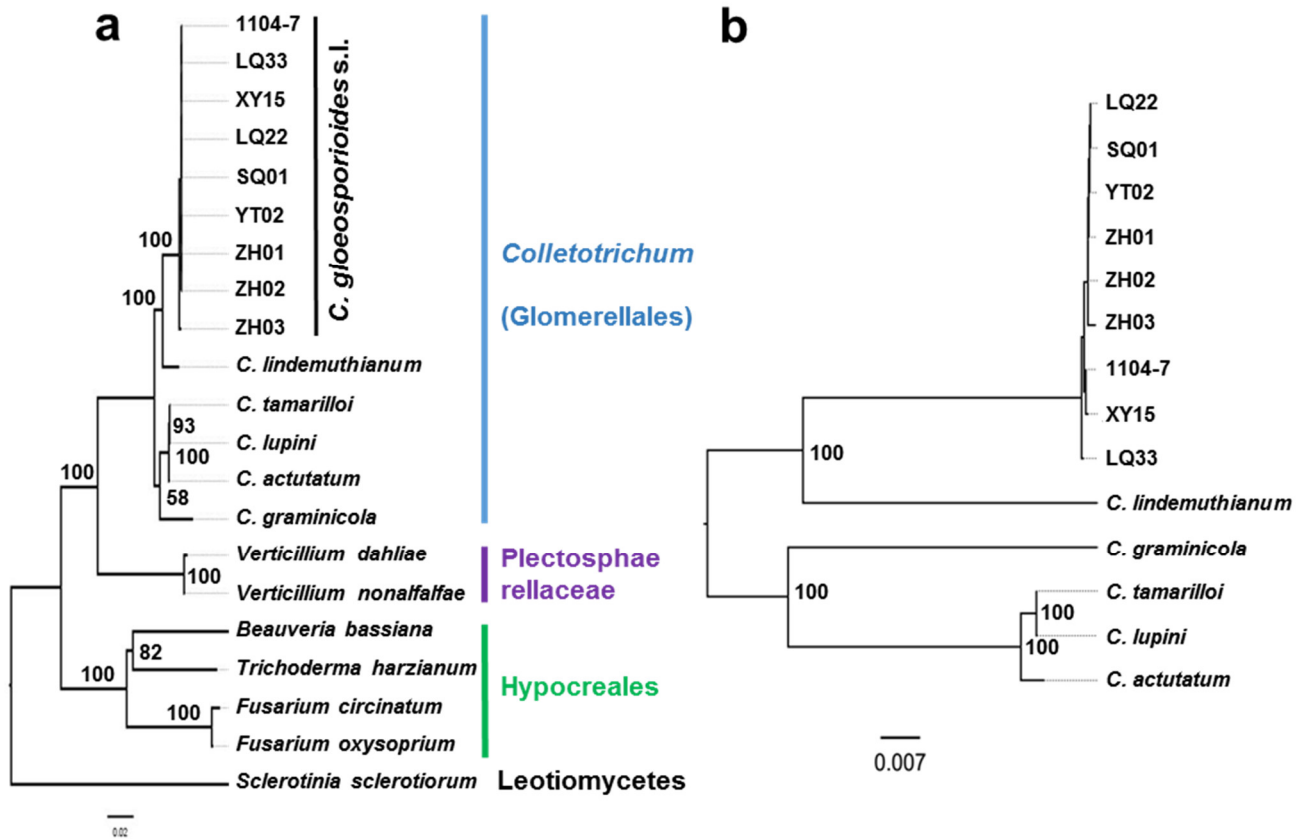 a
1104-7
LQ33
XY15
LQ22
SQ01
YT02
ZH01
ZH02
ZH03
C. gloeosporioides s.l.
C. lindemuthianum
C. tamarilloi
C. lupini
C. actutatum
C. graminicola
Verticillium dahliae
Verticillium nonalfalfae
Beauveria bassiana
Trichoderma harzianum
Fusarium circinatum
Fusarium oxysoprium
Sclerotinia sclerotiorum
100
100
93
100
58
100
100
82
100
100
Colletotrichum
(Glomerellales)
Plectosphae
rellaceae
Hypocreales
Leotiomycetes
0.02
b
LQ22
SQ01
YT02
ZH01
ZH02
ZH03
1104-7
XY15
LQ33
C. lindemuthianum
C. graminicola
C. tamarilloi
C. lupini
C. actutatum
100
100
100
100
0.007